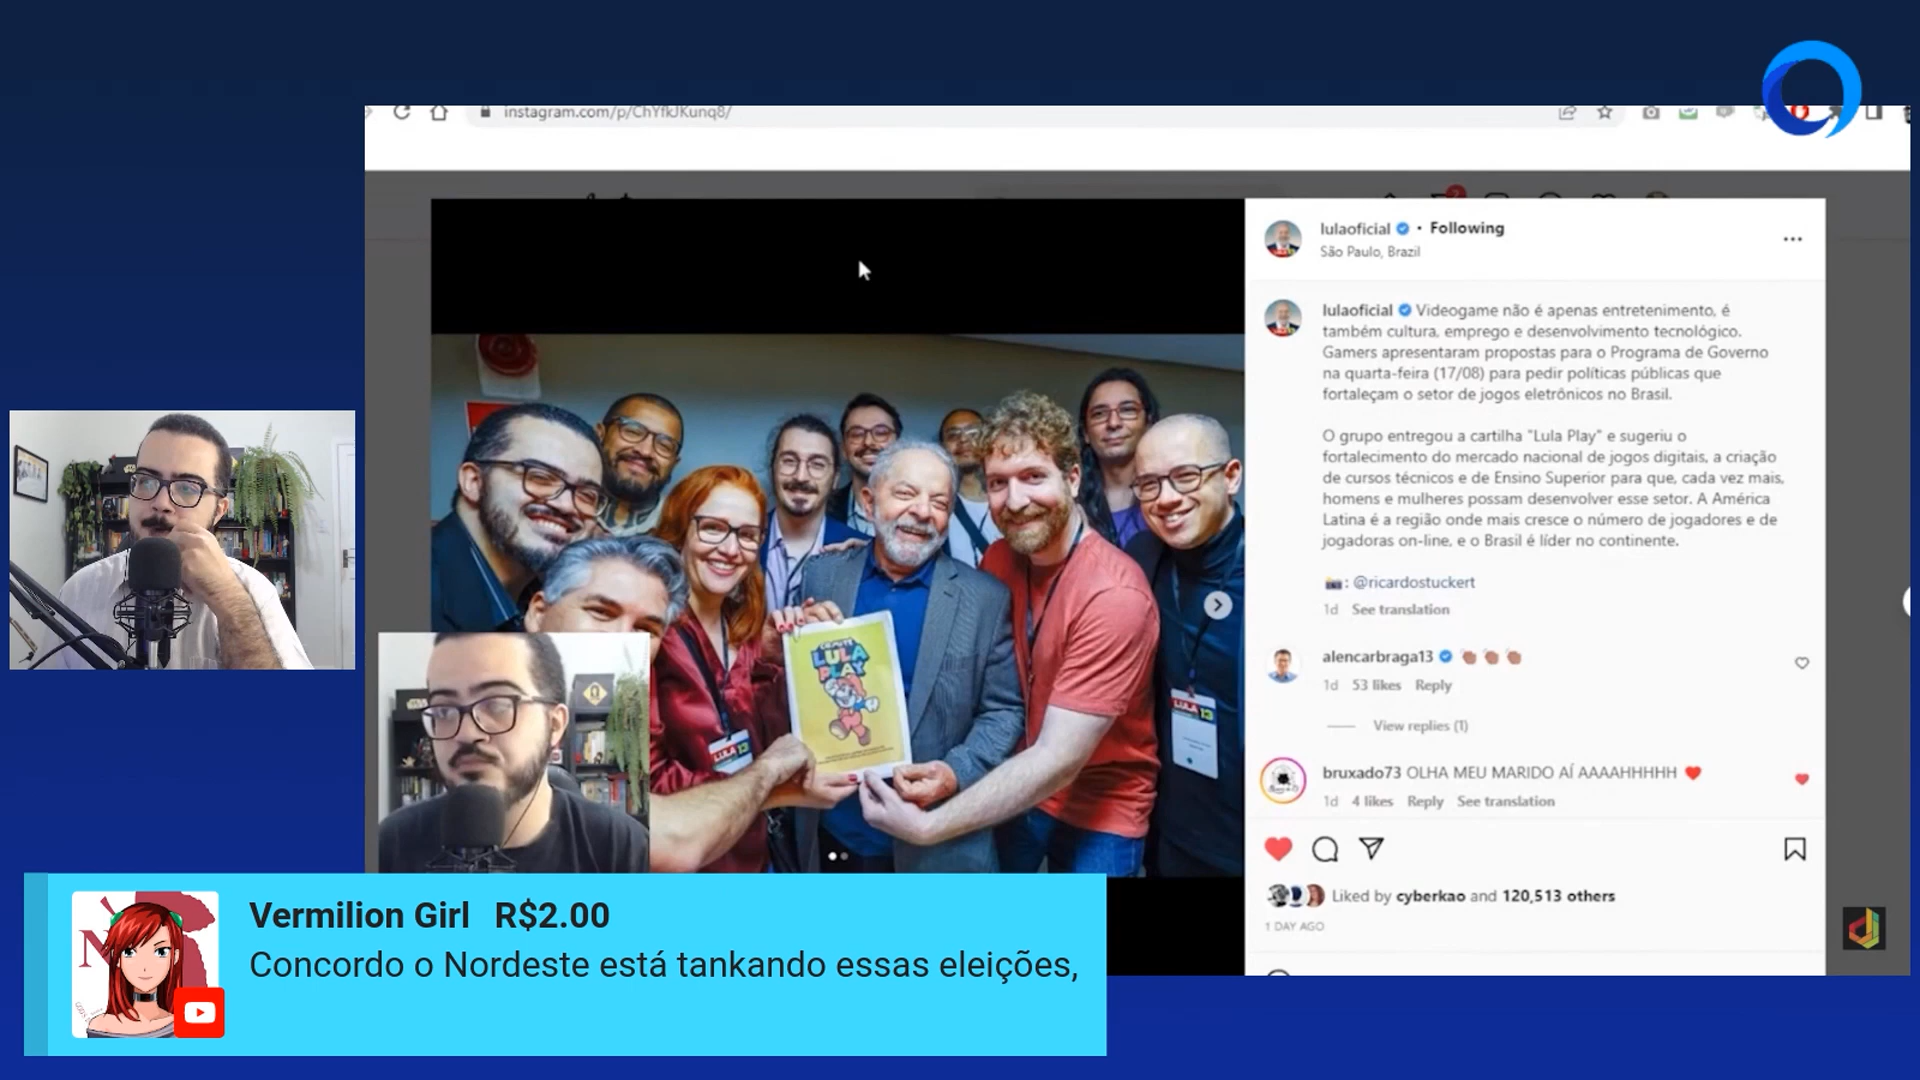 instagram.com/p/ChYfkJKunq8/
lulaoficial • Following
São Paulo, Brazil
lulaoficial Videogame não é apenas entretenimento, é
também cultura, emprego e desenvolvimento tecnológico.
Gamers apresentaram propostas para o Programa de Governo
na quarta-feira (17/08) para pedir políticas públicas que
fortaleçam o setor de jogos eletrônicos no Brasil.
O grupo entregou a cartilha "Lula Play" e sugeriu o
fortalecimento do mercado nacional de jogos digitais, a criação
de cursos técnicos e de Ensino Superior para que, cada vez mais,
homens e mulheres possam desenvolver esse setor. A América
Latina é a região onde mais cresce o número de jogadores e de
jogadoras on-line, e o Brasil é líder no continente.
: @ricardostuckert
1d See translation
alencarbraga13
1d 53 likes Reply
View replies (1)
bruxado73 OLHA MEU MARIDO AÍ AAAAHHHHH
1d 4 likes Reply See translation
Liked by cyberkao and 120,513 others
1 DAY AGO
COMITÊ
LULA
PLAY
LULA 13
LULA 13
Vermilion Girl R$2.00
Concordo o Nordeste está tankando essas eleições,